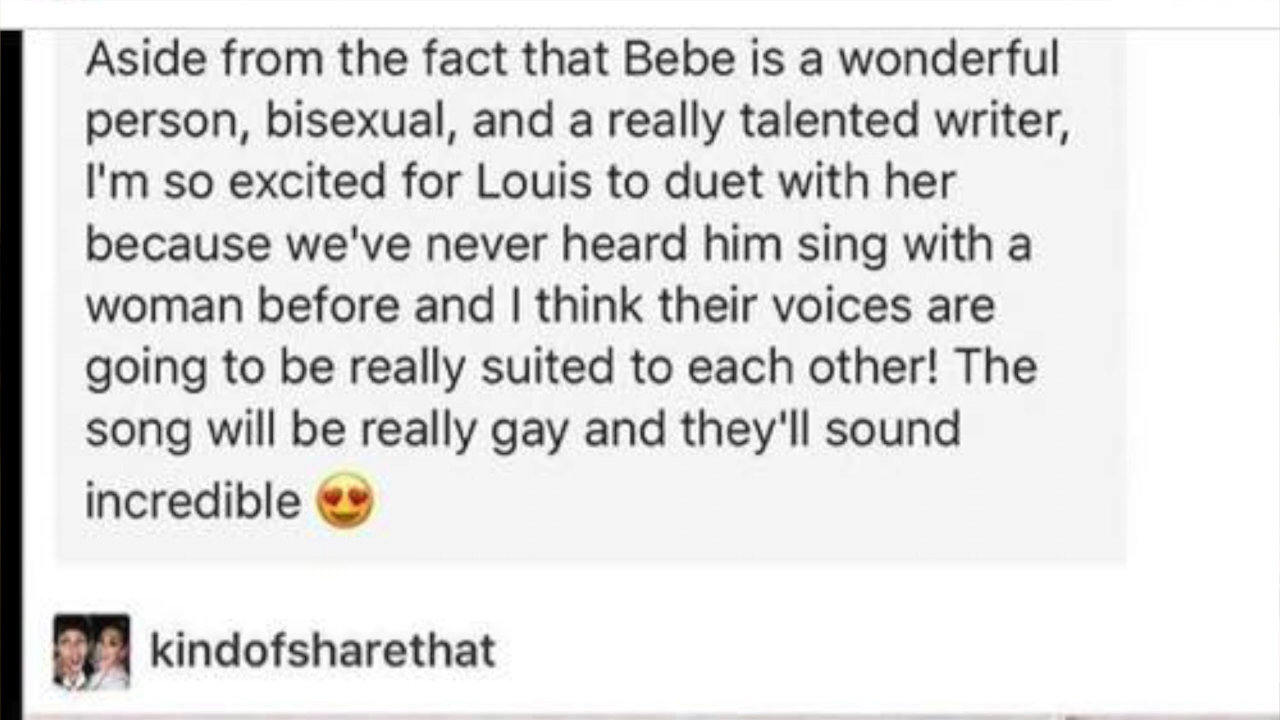 Aside from the fact that Bebe is a wonderful
person, bisexual, and a really talented writer,
I'm so excited for Louis to duet with her
because we've never heard him sing with a
woman before and I think their voices are
going to be really suited to each other! The
song will be really gay and they'll sound
incredible 😍
kindofsharethat